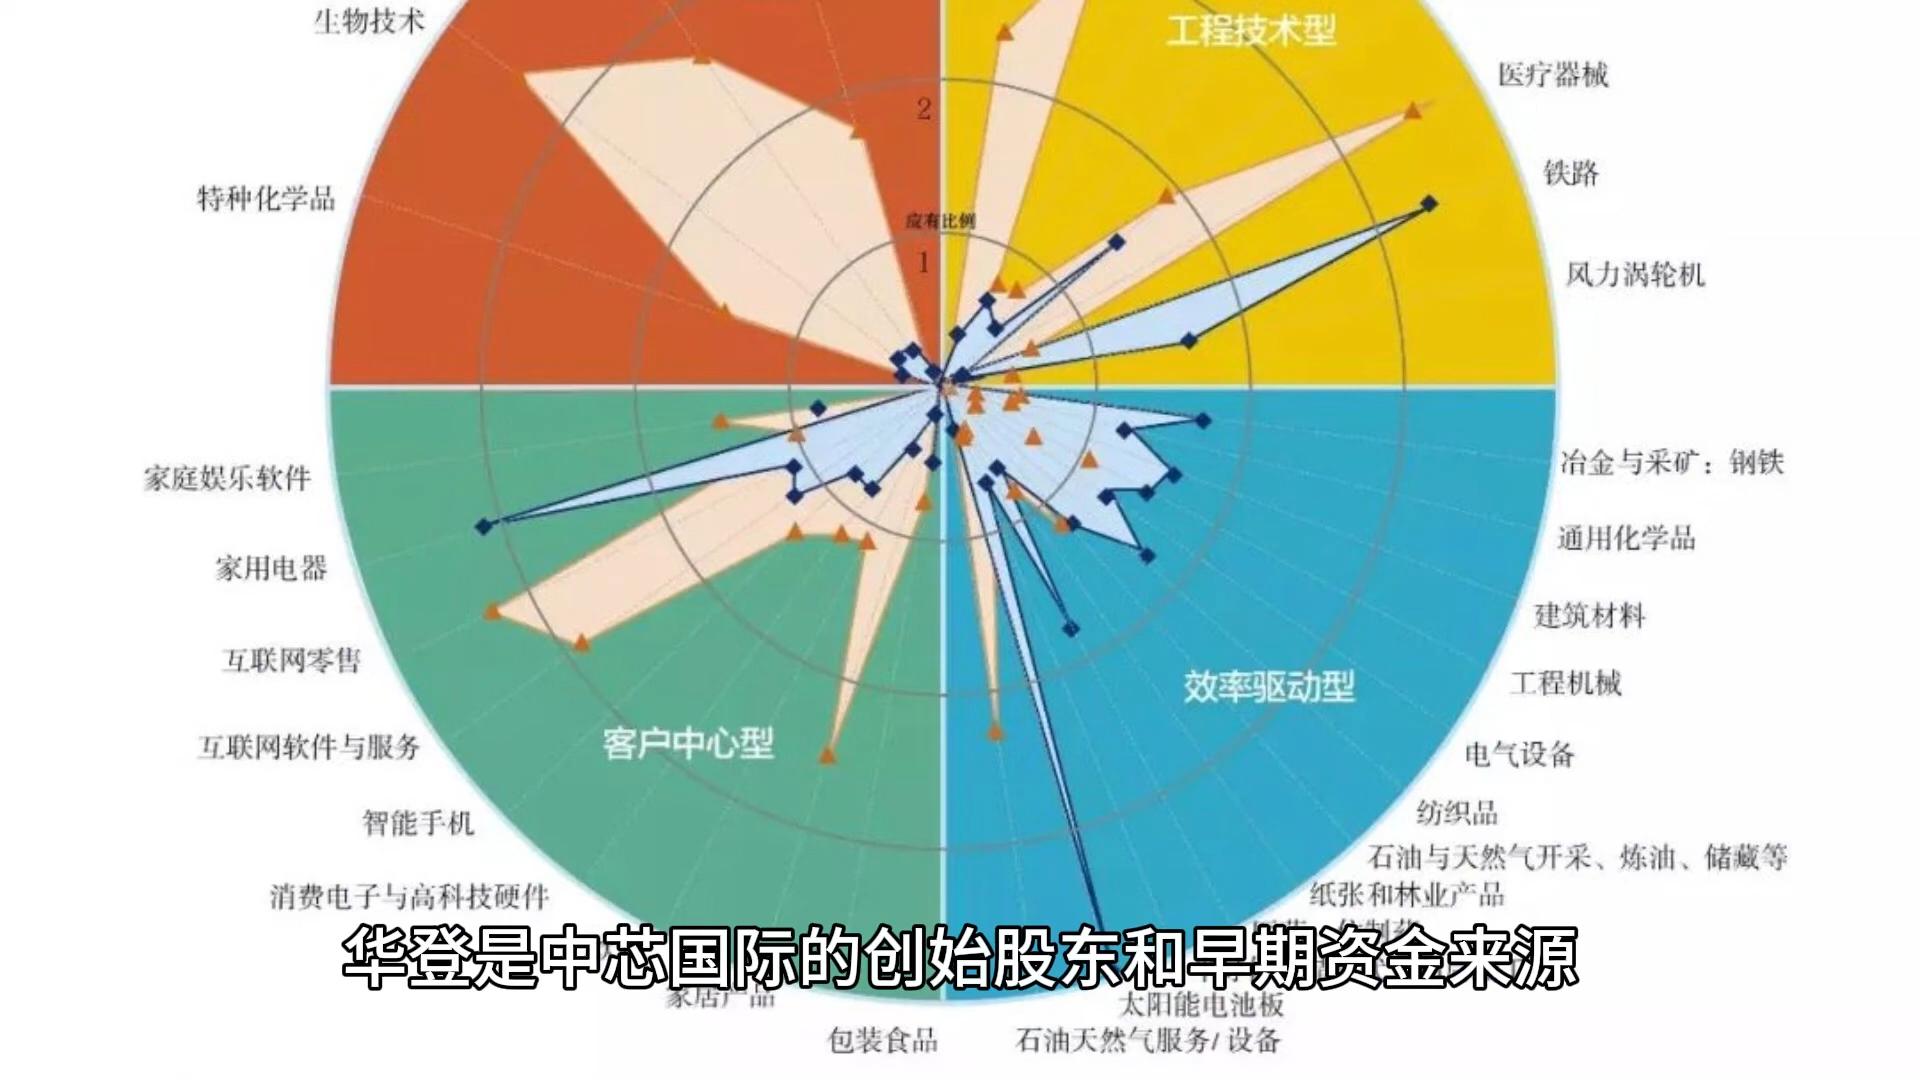 生物技术
工程技术型
医疗器械
2
铁路
特种化学品
应有比例
1
风力涡轮机
冶金与采矿：钢铁
家庭娱乐软件
通用化学品
家用电器
建筑材料
互联网零售
工程机械
效率驱动型
客户中心型
互联网软件与服务
电气设备
智能手机
纺织品
石油与天然气开采、炼油、储藏等
消费电子与高科技硬件
纸张和林业产品
华登是中芯国际的创始股东和早期资金来源
家居产品
太阳能电池板
包装食品
石油天然气服务/设备